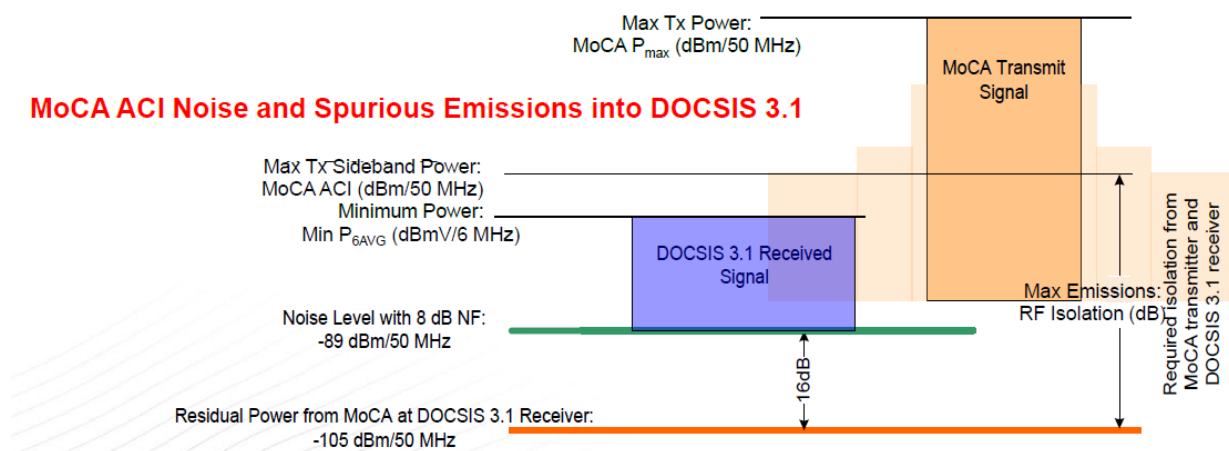 Max Tx Power:
MoCA Pmax (dBm/50 MHz)
MoCA Transmit
Signal
MoCA ACI Noise and Spurious Emissions into DOCSIS 3.1
Max Tx Sideband Power:
MoCA ACI (dBm/50 MHz)
Minimum Power:
Min P6AVG (dBmV/6 MHz)
DOCSIS 3.1 Received
Signal
Max Emissions:
RF Isolation (dB)
Required isolation from
MoCA transmitter and
DOCSIS 3.1 receiver
Noise Level with 8 dB NF:
-89 dBm/50 MHz
16dB
Residual Power from MoCA at DOCSIS 3.1 Receiver:
-105 dBm/50 MHz